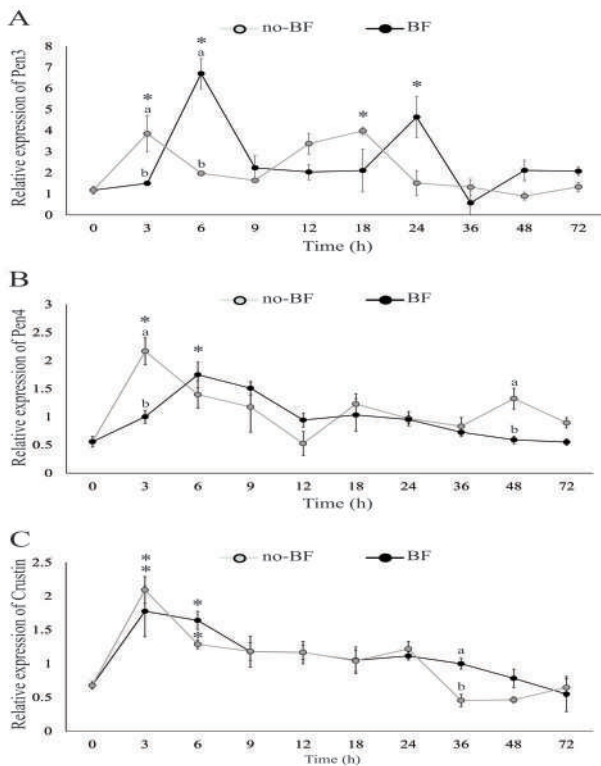 A
no-BF BF
Relative expression of Pen3
8
7
6
5
4
3
2
1
0
* a
b
* a
b
*
*
0 3 6 9 12 18 24 36 48 72
Time (h)
B
no-BF BF
Relative expression of Pen4
3
2.5
2
1.5
1
0.5
0
* a
b
*
a
b
0 3 6 9 12 18 24 36 48 72
Time (h)
C
no-BF BF
Relative expression of Crustin
2.5
2
1.5
1
0.5
0
*
*
*
*
a
b
0 3 6 9 12 18 24 36 48 72
Time (h)